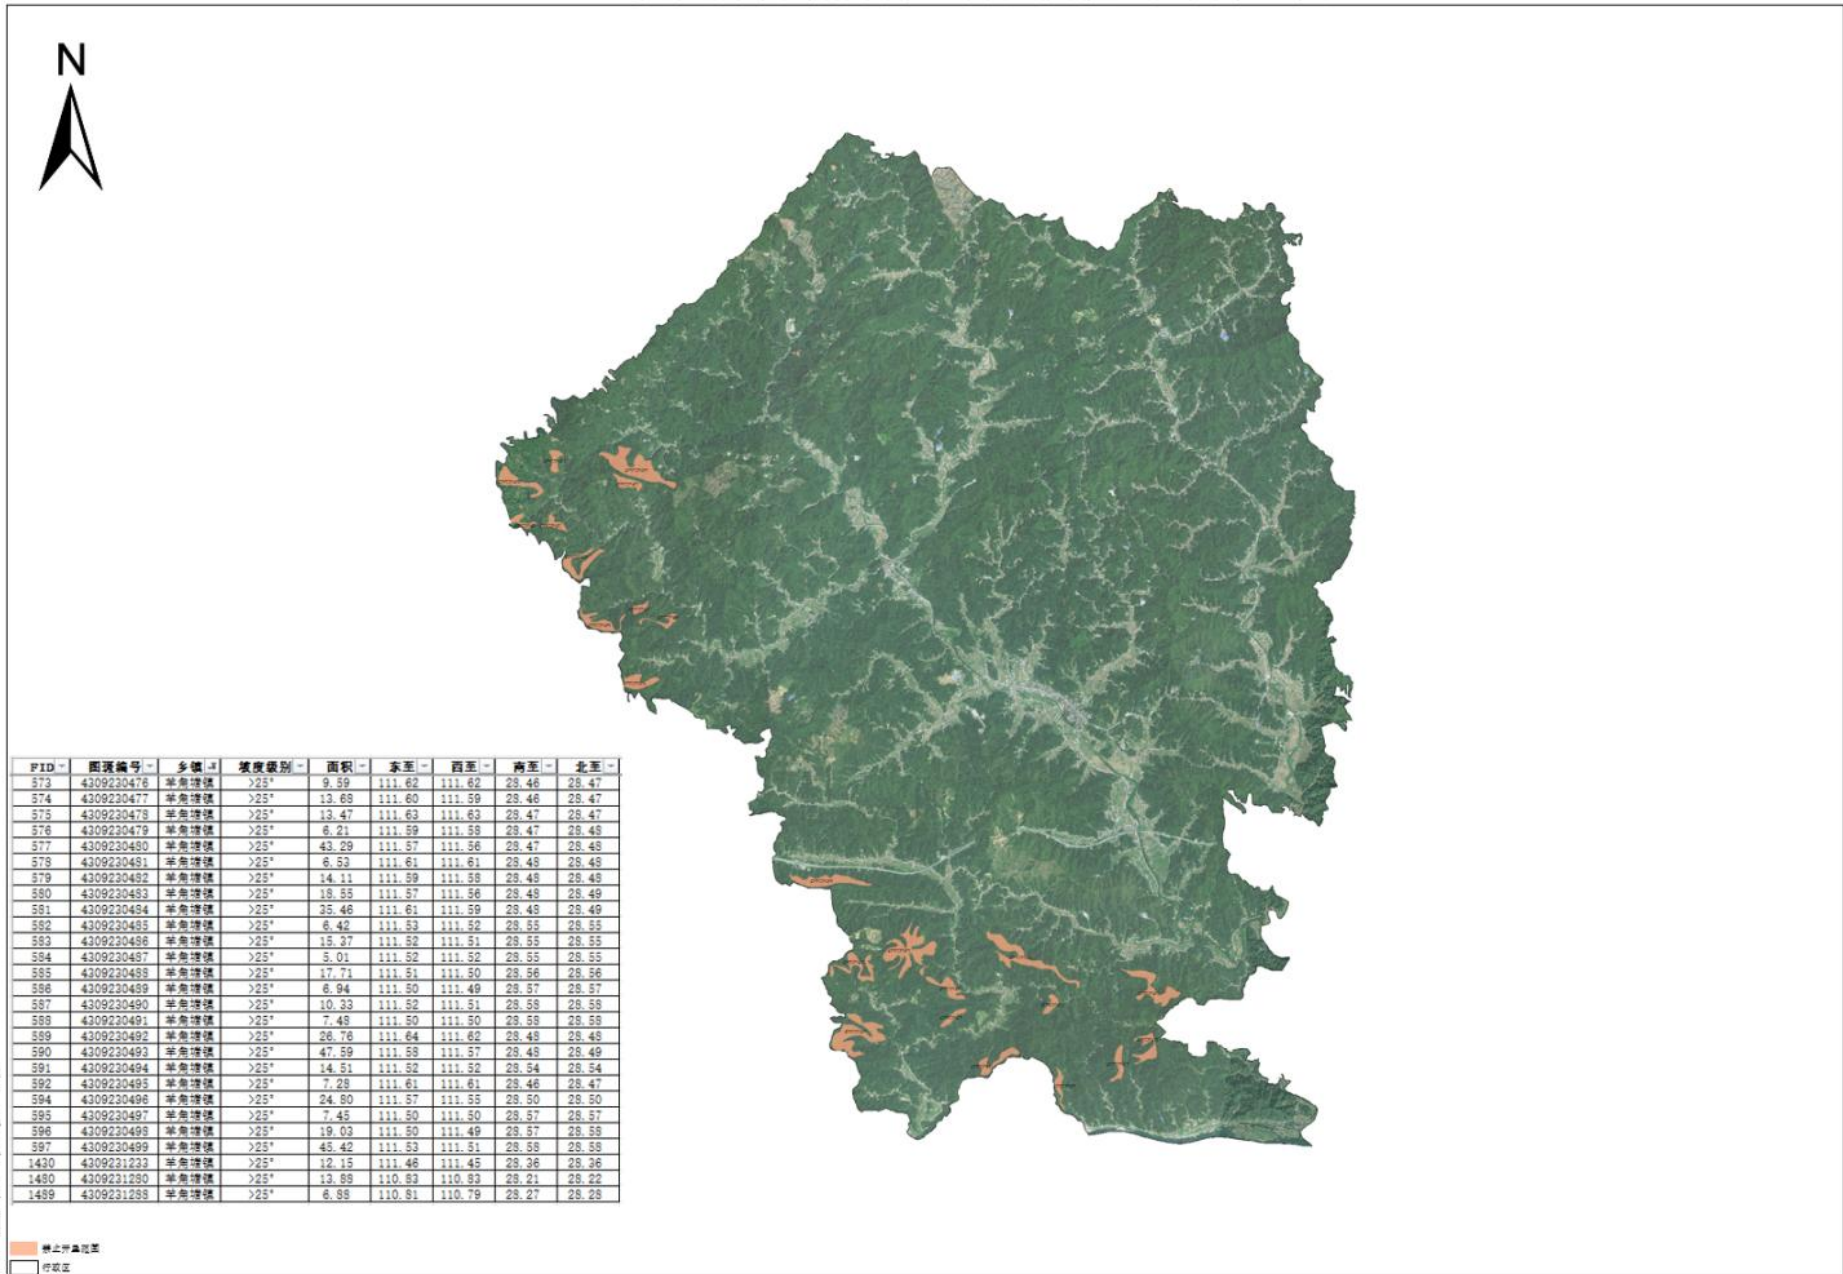 N
FID 图斑编号 乡镇 坡度级别 面积 东至 西至 南至 北至
573 4309230476 羊角塘镇 >25° 9.59 111.62 111.62 28.46 28.47
574 4309230477 羊角塘镇 >25° 13.68 111.60 111.59 28.46 28.47
575 4309230478 羊角塘镇 >25° 13.47 111.63 111.63 28.47 28.47
576 4309230479 羊角塘镇 >25° 6.21 111.59 111.58 28.47 28.48
577 4309230480 羊角塘镇 >25° 43.29 111.57 111.56 28.47 28.48
578 4309230481 羊角塘镇 >25° 6.53 111.61 111.61 28.48 28.48
579 4309230482 羊角塘镇 >25° 14.11 111.59 111.58 28.48 28.48
580 4309230483 羊角塘镇 >25° 18.55 111.57 111.56 28.48 28.49
581 4309230484 羊角塘镇 >25° 35.46 111.61 111.59 28.48 28.49
582 4309230485 羊角塘镇 >25° 6.42 111.53 111.52 28.55 28.55
583 4309230486 羊角塘镇 >25° 15.37 111.52 111.51 28.55 28.55
584 4309230487 羊角塘镇 >25° 5.01 111.52 111.52 28.55 28.55
585 4309230488 羊角塘镇 >25° 17.71 111.51 111.50 28.56 28.56
586 4309230489 羊角塘镇 >25° 6.94 111.50 111.49 28.57 28.57
587 4309230490 羊角塘镇 >25° 10.33 111.52 111.51 28.58 28.58
588 4309230491 羊角塘镇 >25° 7.48 111.50 111.50 28.58 28.58
589 4309230492 羊角塘镇 >25° 26.76 111.64 111.62 28.48 28.48
590 4309230493 羊角塘镇 >25° 47.59 111.58 111.57 28.48 28.49
591 4309230494 羊角塘镇 >25° 14.51 111.52 111.52 28.54 28.54
592 4309230495 羊角塘镇 >25° 7.28 111.61 111.61 28.46 28.47
594 4309230496 羊角塘镇 >25° 24.80 111.57 111.55 28.50 28.50
595 4309230497 羊角塘镇 >25° 7.45 111.50 111.50 28.57 28.57
596 4309230498 羊角塘镇 >25° 19.03 111.50 111.49 28.57 28.58
597 4309230499 羊角塘镇 >25° 45.42 111.53 111.51 28.58 28.58
1430 4309231233 羊角塘镇 >25° 12.15 111.46 111.45 28.36 28.36
1480 4309231280 羊角塘镇 >25° 13.88 110.83 110.83 28.21 28.22
1489 4309231288 羊角塘镇 >25° 6.88 110.81 110.79 28.27 28.28
禁止开垦范围
行政区